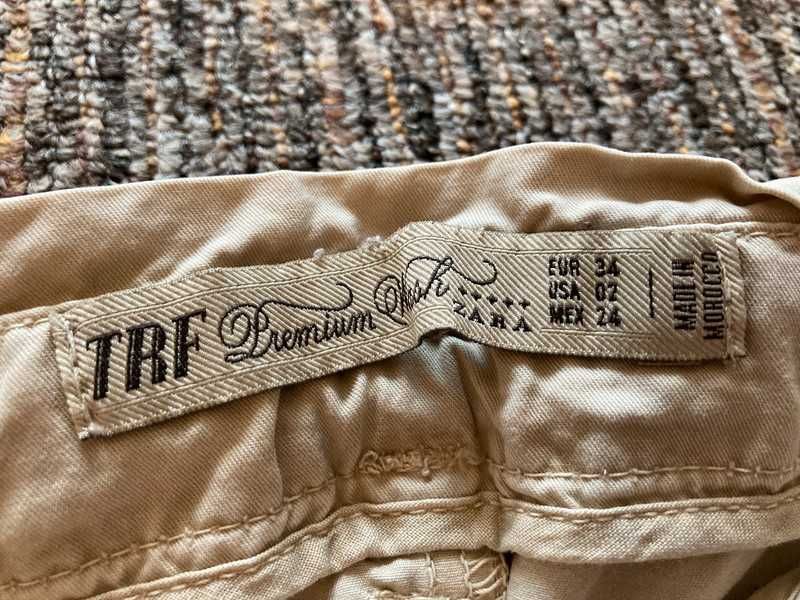 TRF Premium Wash
ZARA
EUR 34
USA 02
MEX 24
MADE IN
MOROCCO